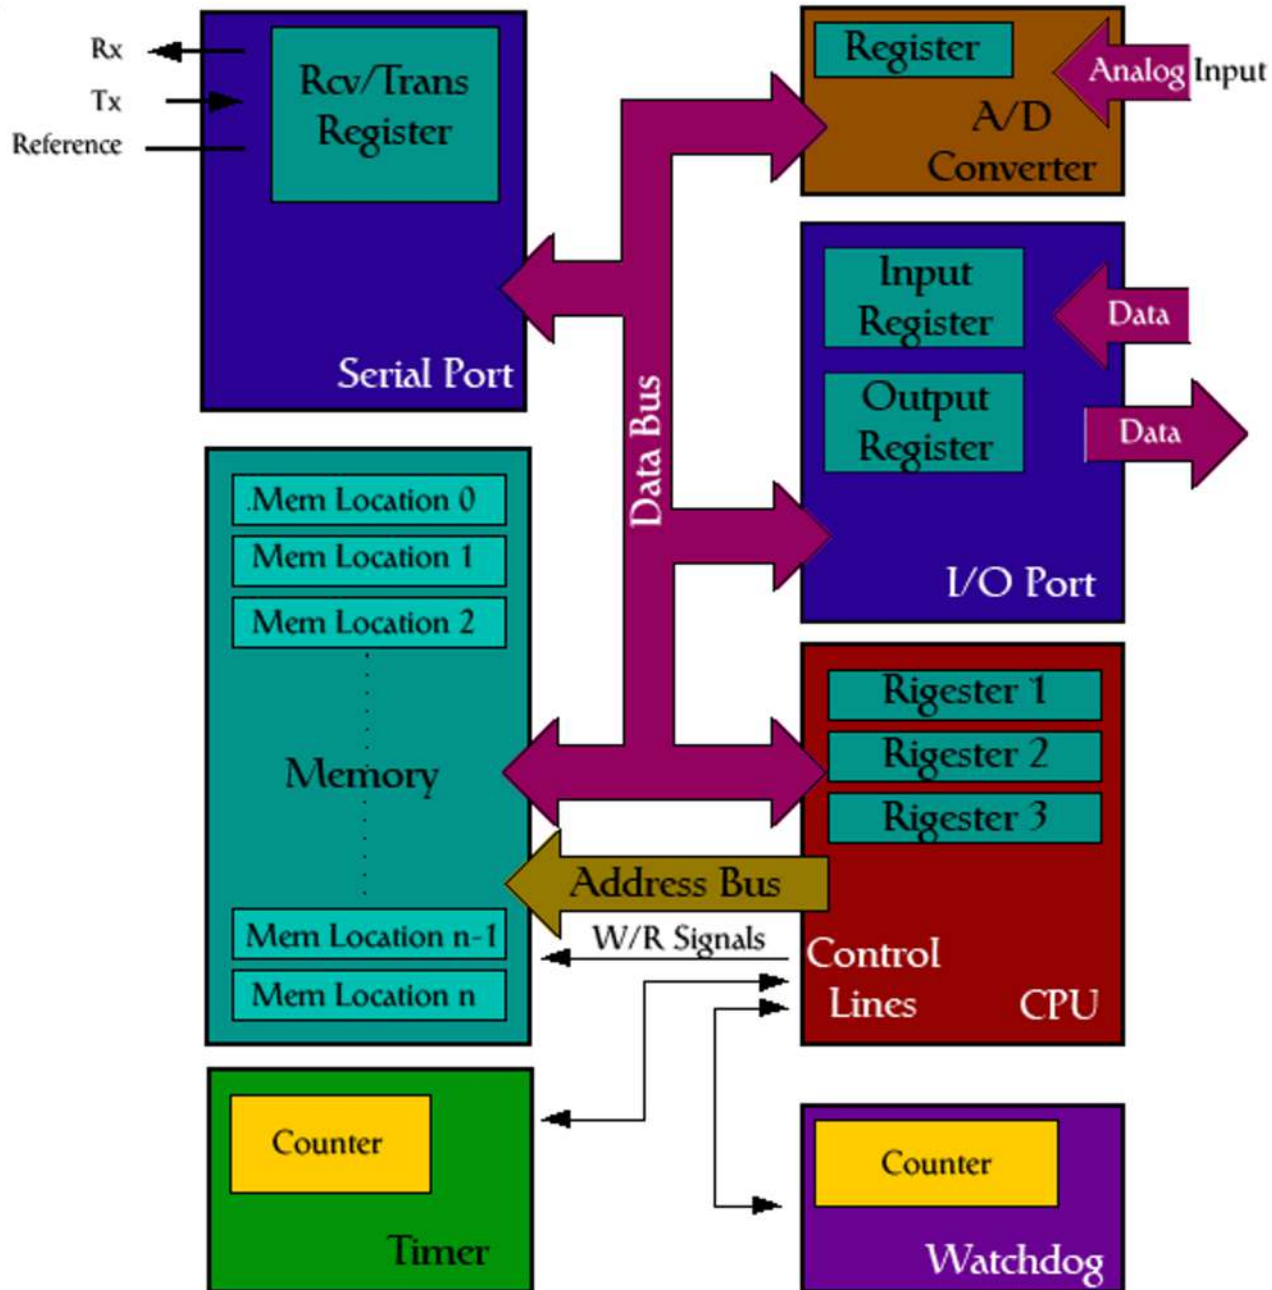 Rx
Tx
Reference
Rcv/Trans
Register
Serial Port
Register
A/D
Converter
Analog Input
Input
Register
Output
Register
Data
Data
I/O Port
Data Bus
.Mem Location 0
Mem Location 1
Mem Location 2
Memory
Mem Location n-1
Mem Location n
Rigester 1
Rigester 2
Rigester 3
Address Bus
W/R Signals
Control
Lines
CPU
Counter
Timer
Counter
Watchdog